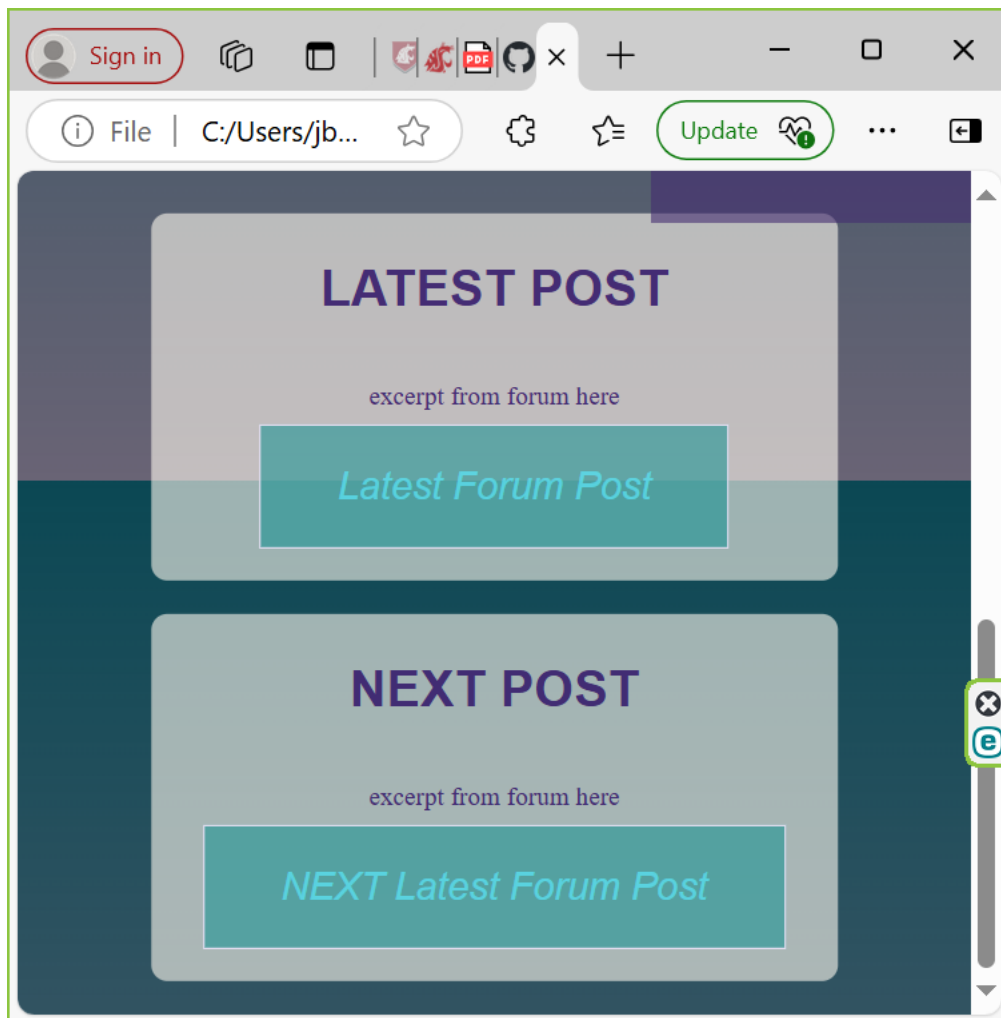 Sign in
PDF
File C:/Users/jb...
Update
LATEST POST
excerpt from forum here
Latest Forum Post
NEXT POST
excerpt from forum here
NEXT Latest Forum Post
e